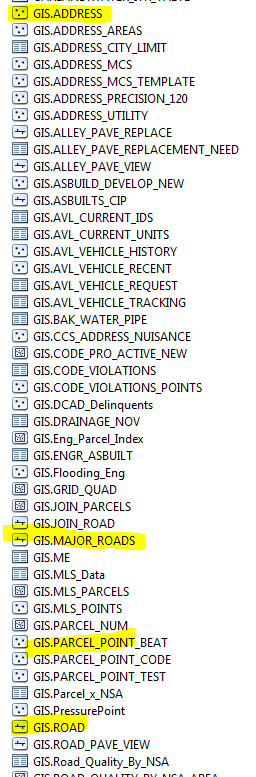 GIS.ADDRESS
GIS.ADDRESS_AREAS
GIS.ADDRESS_CITY_LIMIT
GIS.ADDRESS_MCS
GIS.ADDRESS_MCS_TEMPLATE
GIS.ADDRESS_PRECISION_120
GIS.ADDRESS_UTILITY
GIS.ALLEY_PAVE_REPLACE
GIS.ALLEY_PAVE_REPLACEMENT_NEED
GIS.ALLEY_PAVE_VIEW
GIS.ASBUILD_DEVELOP_NEW
GIS.ASBUILTS_CIP
GIS.AVL_CURRENT_IDS
GIS.AVL_CURRENT_UNITS
GIS.AVL_VEHICLE_HISTORY
GIS.AVL_VEHICLE_RECENT
GIS.AVL_VEHICLE_REQUEST
GIS.AVL_VEHICLE_TRACKING
GIS.BAK_WATER_PIPE
GIS.CCS_ADDRESS_NUISANCE
GIS.CODE_PRO_ACTIVE_NEW
GIS.CODE_VIOLATIONS
GIS.CODE_VIOLATIONS_POINTS
GIS.DCAD_Delinquents
GIS.DRAINAGE_NOV
GIS.Eng_Parcel_Index
GIS.ENGR_ASBUILT
GIS.Flooding_Eng
GIS.GRID_QUAD
GIS.JOIN_PARCELS
GIS.JOIN_ROAD
GIS.MAJOR_ROADS
GIS.ME
GIS.MLS_Data
GIS.MLS_PARCELS
GIS.MLS_POINTS
GIS.PARCEL_NUM
GIS.PARCEL_POINT_BEAT
GIS.PARCEL_POINT_CODE
GIS.PARCEL_POINT_TEST
GIS.Parcel_x_NSA
GIS.PressurePoint
GIS.ROAD
GIS.ROAD_PAVE_VIEW
GIS.Road_Quality_By_NSA
GIS.ROAD_QUALITY_BY_NSA_AREA